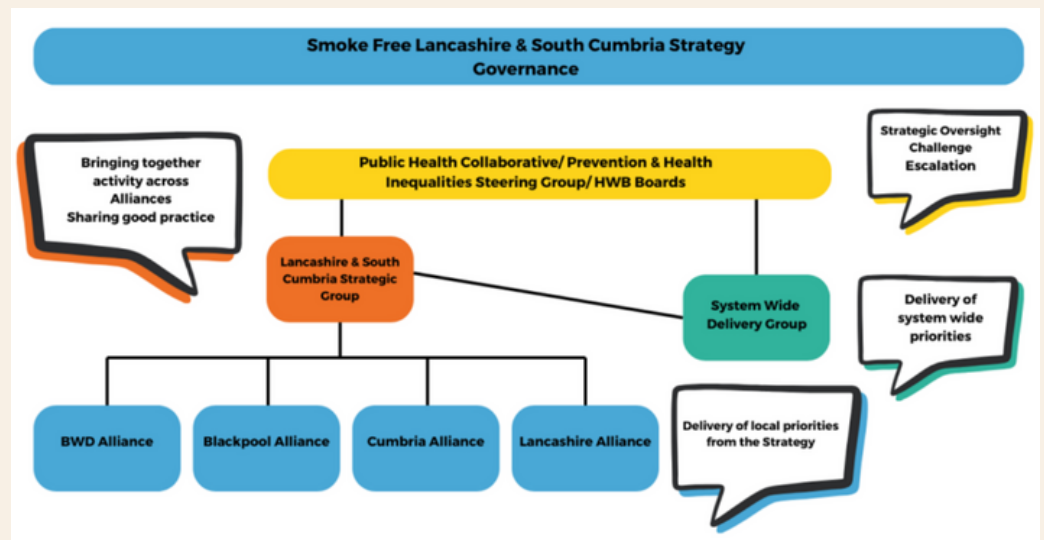 Smoke Free Lancashire & South Cumbria Strategy
Governance
Bringing together
activity across
Alliances
Sharing good practice
Public Health Collaborative/ Prevention & Health
Inequalities Steering Group/ HWB Boards
Strategic Oversight
Challenge
Escalation
Lancashire & South
Cumbria Strategic
Group
System Wide
Delivery Group
Delivery of
system wide
priorities
BWD Alliance
Blackpool Alliance
Cumbria Alliance
Lancashire Alliance
Delivery of local priorities
from the Strategy